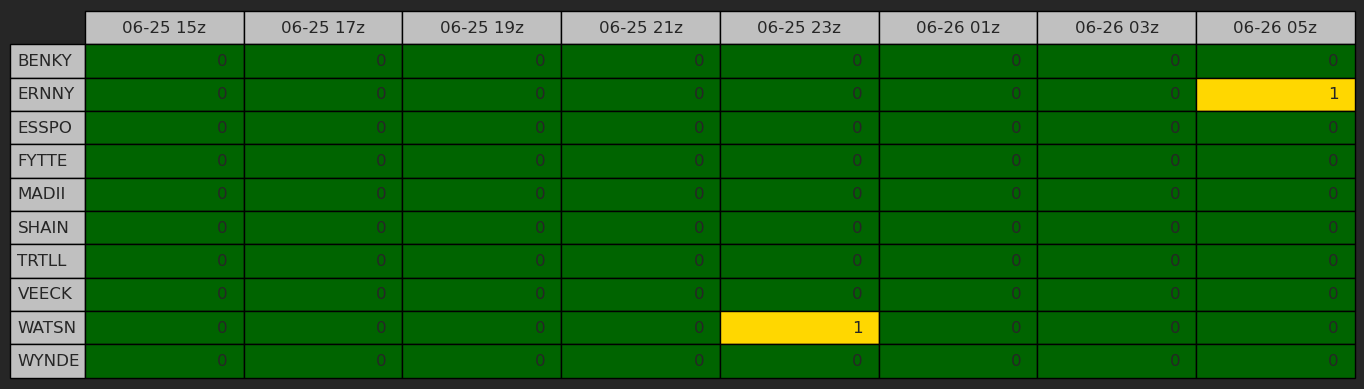 06-25 15z 06-25 17z 06-25 19z 06-25 21z 06-25 23z 06-26 01z 06-26 03z 06-26 05z
BENKY 0 0 0 0 0 0 0 0
ERNNY 0 0 0 0 0 0 0 1
ESSPO 0 0 0 0 0 0 0 0
FYTTE 0 0 0 0 0 0 0 0
MADII 0 0 0 0 0 0 0 0
SHAIN 0 0 0 0 0 0 0 0
TRTLL 0 0 0 0 0 0 0 0
VEECK 0 0 0 0 0 0 0 0
WATSN 0 0 0 0 1 0 0 0
WYNDE 0 0 0 0 0 0 0 0